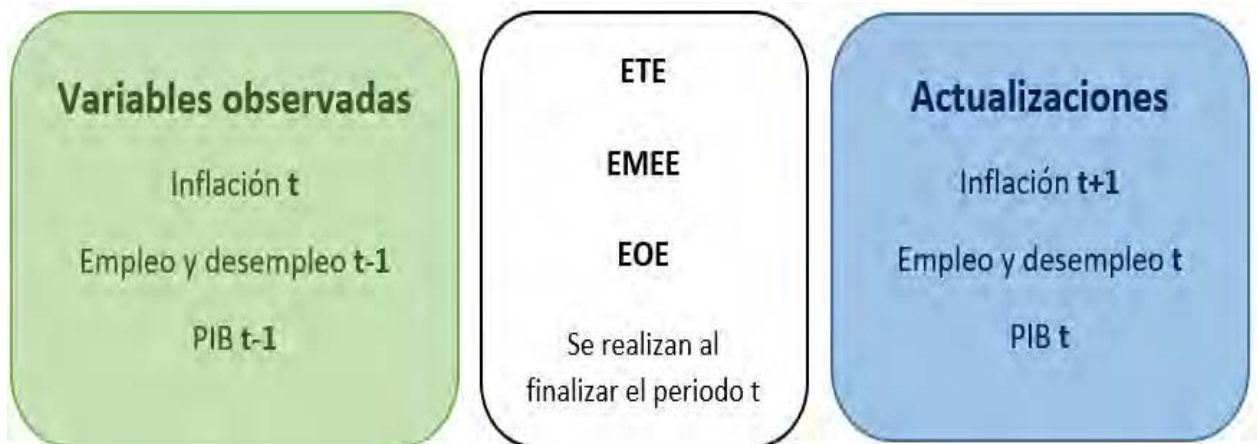 Variables observadas
Inflación t
Empleo y desempleo t-1
PIB t-1
ETE
EMEE
EOE
Se realizan al
finalizar el periodo t
Actualizaciones
Inflación t+1
Empleo y desempleo t
PIB t